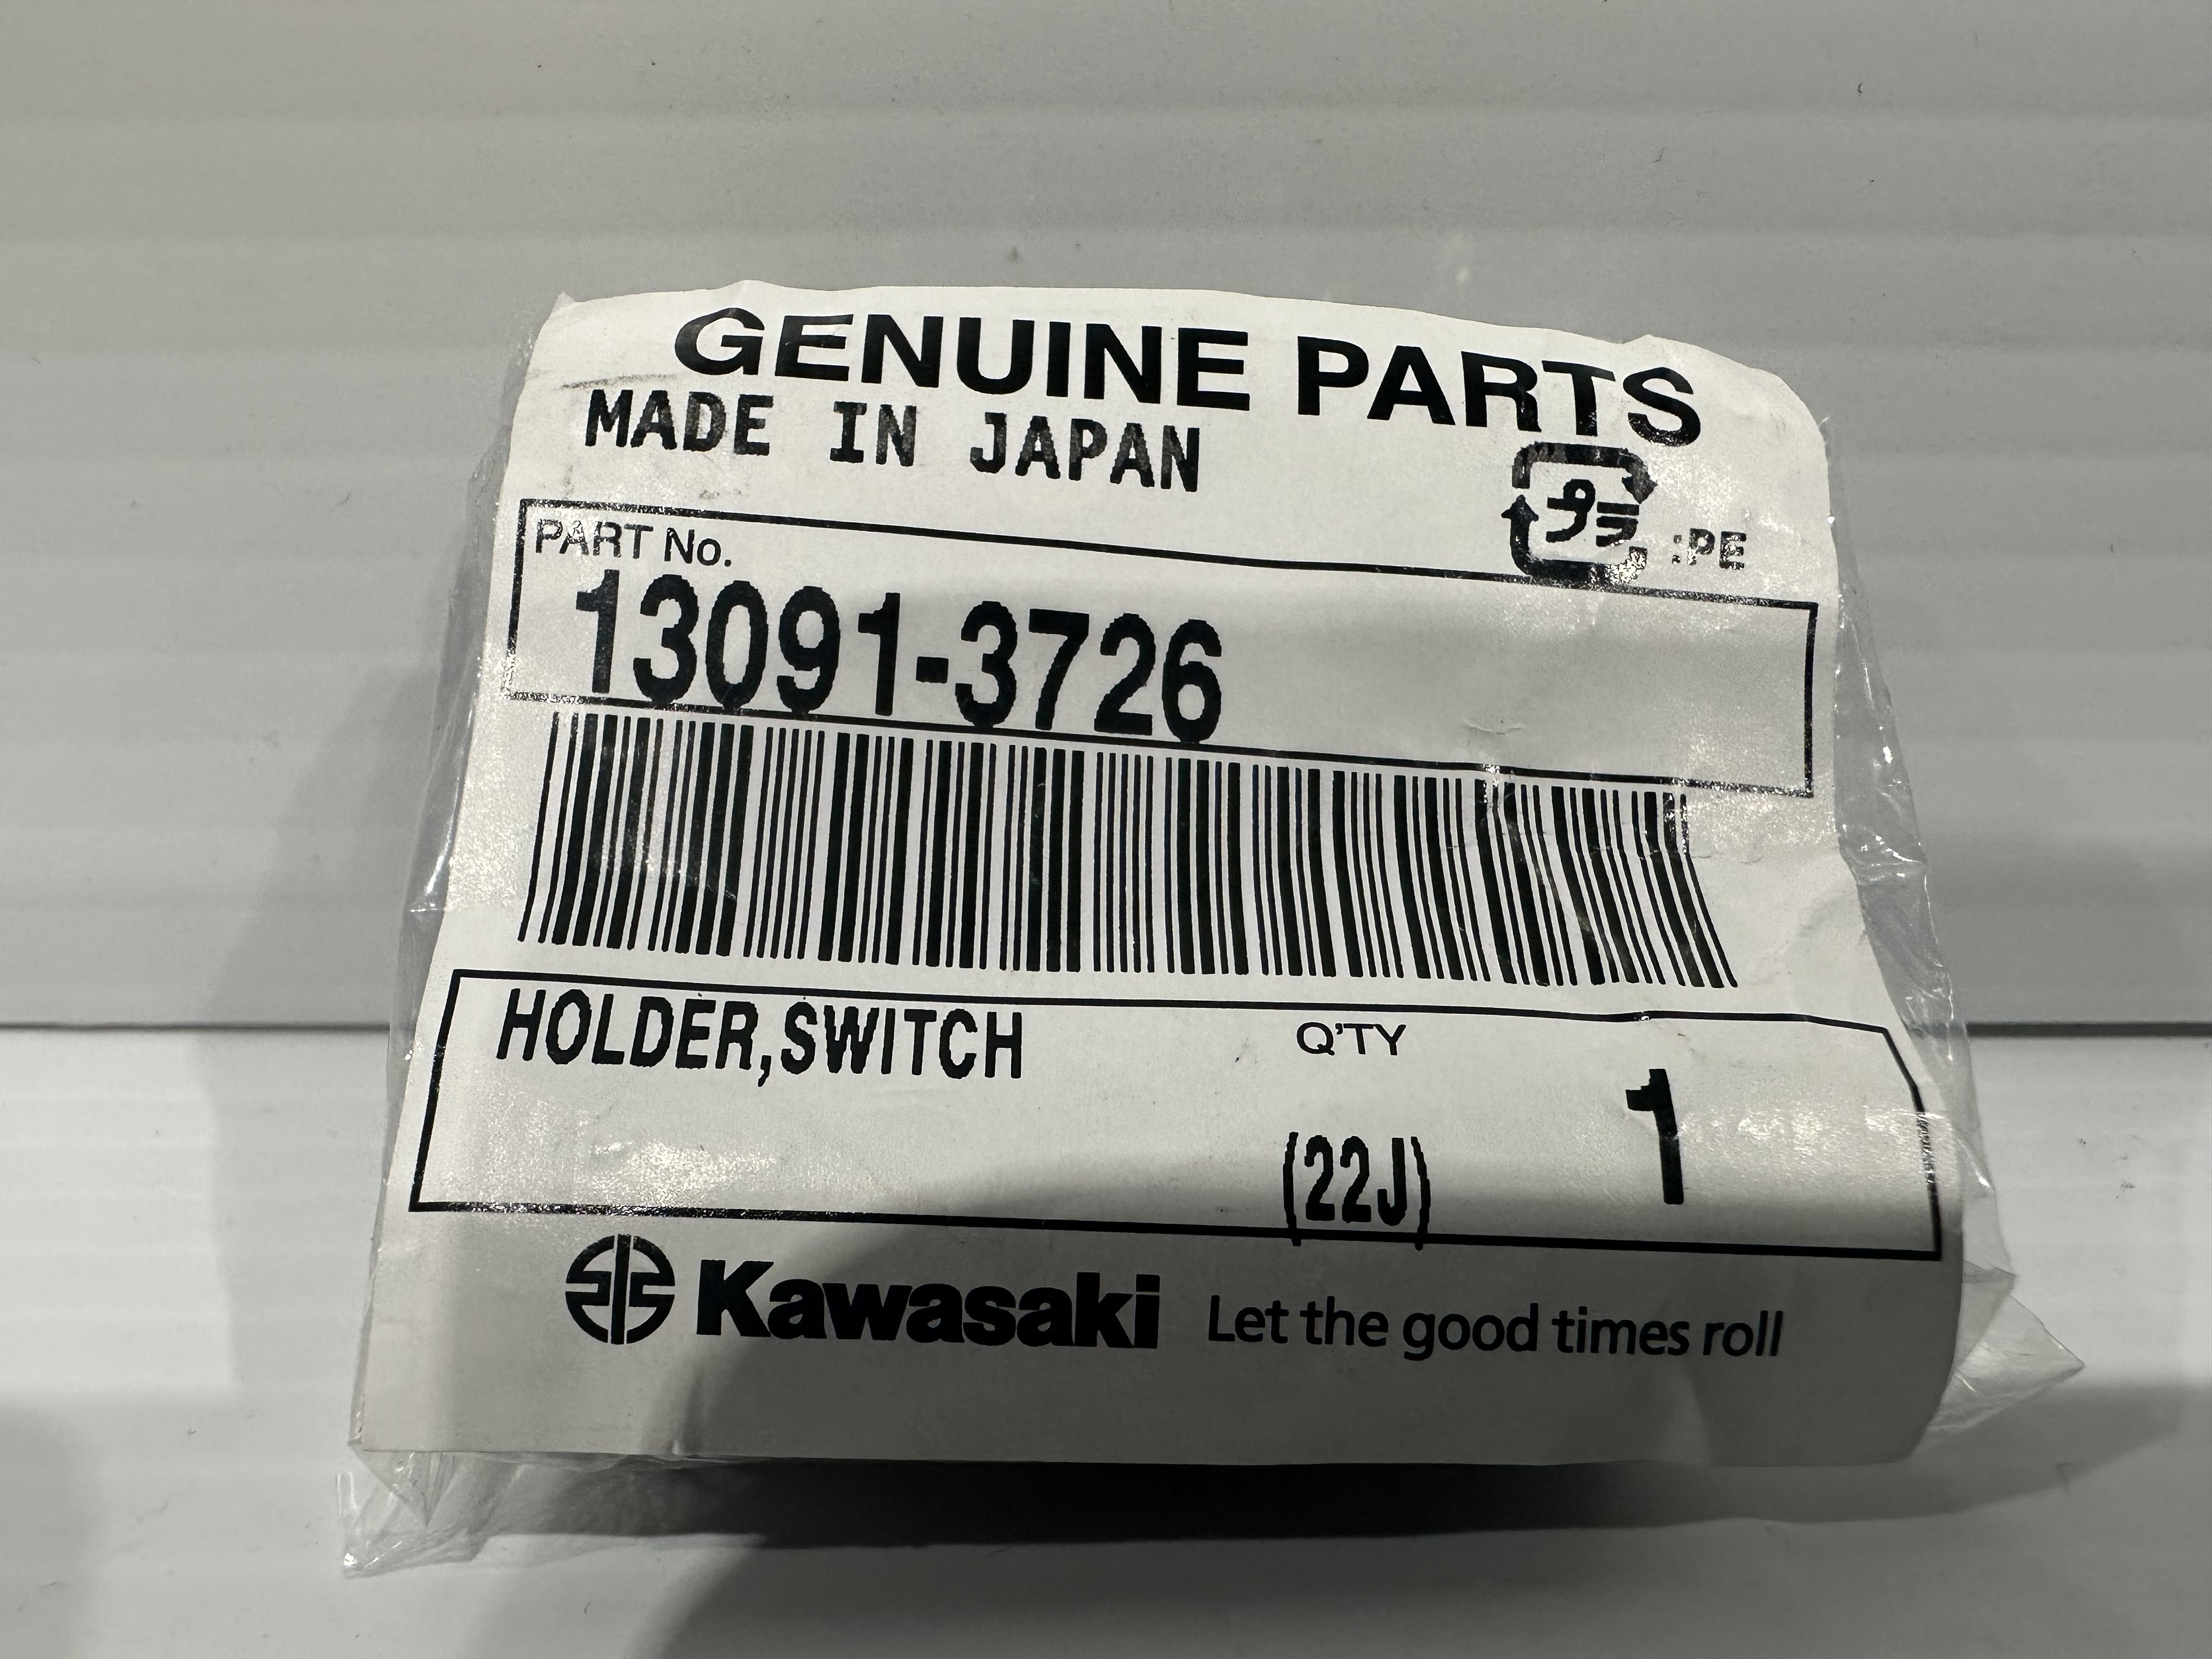 GENUINE PARTS
MADE IN JAPAN
プラ :PE
PART No.
13091-3726
HOLDER,SWITCH
Q'TY
1
(22J)
Kawasaki Let the good times roll